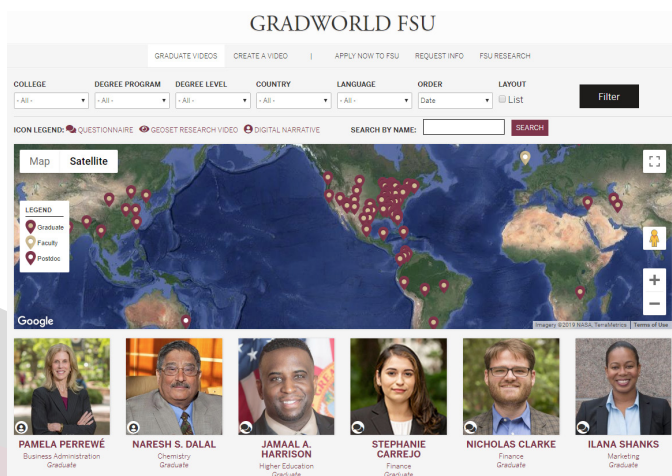 GRADWORLD FSU
GRADUATE VIDEOS CREATE A VIDEO | APPLY NOW TO FSU REQUEST INFO FSU RESEARCH
COLLEGE DEGREE PROGRAM DEGREE LEVEL COUNTRY LANGUAGE ORDER LAYOUT
- All - - All - - All - - All - - All - Date List Filter
ICON LEGEND: QUESTIONNAIRE GEOSET RESEARCH VIDEO DIGITAL NARRATIVE SEARCH BY NAME: SEARCH
Map Satellite
LEGEND
Graduate
Faculty
Postdoc
Google
Imagery ©2019 NASA, TerraMetrics Terms of Use
PAMELA PERREWÉ
Business Administration
Graduate
NARESH S. DALAL
Chemistry
Graduate
JAMAAL A.
HARRISON
Higher Education
Graduate
STEPHANIE
CARREJO
Finance
Graduate
NICHOLAS CLARKE
Finance
Graduate
ILANA SHANKS
Marketing
Graduate